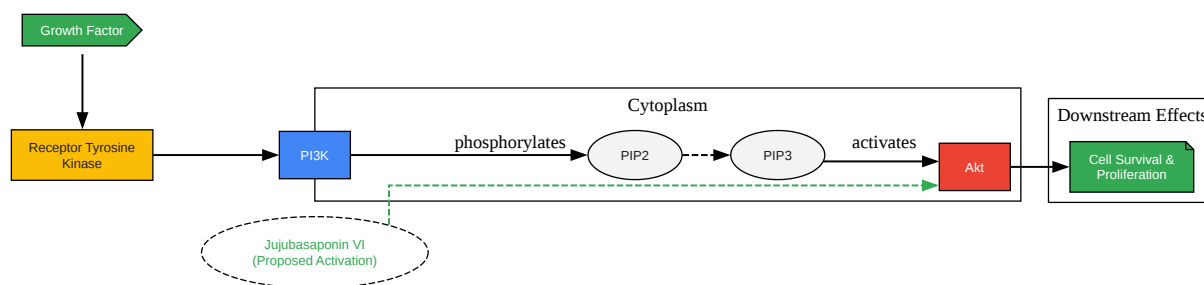 Growth Factor
Cytoplasm
Downstream Effects
Receptor Tyrosine
Kinase
PI3K
phosphorylates
PIP2
PIP3
activates
Akt
Cell Survival &
Proliferation
Jujubasaponin VI
(Proposed Activation)